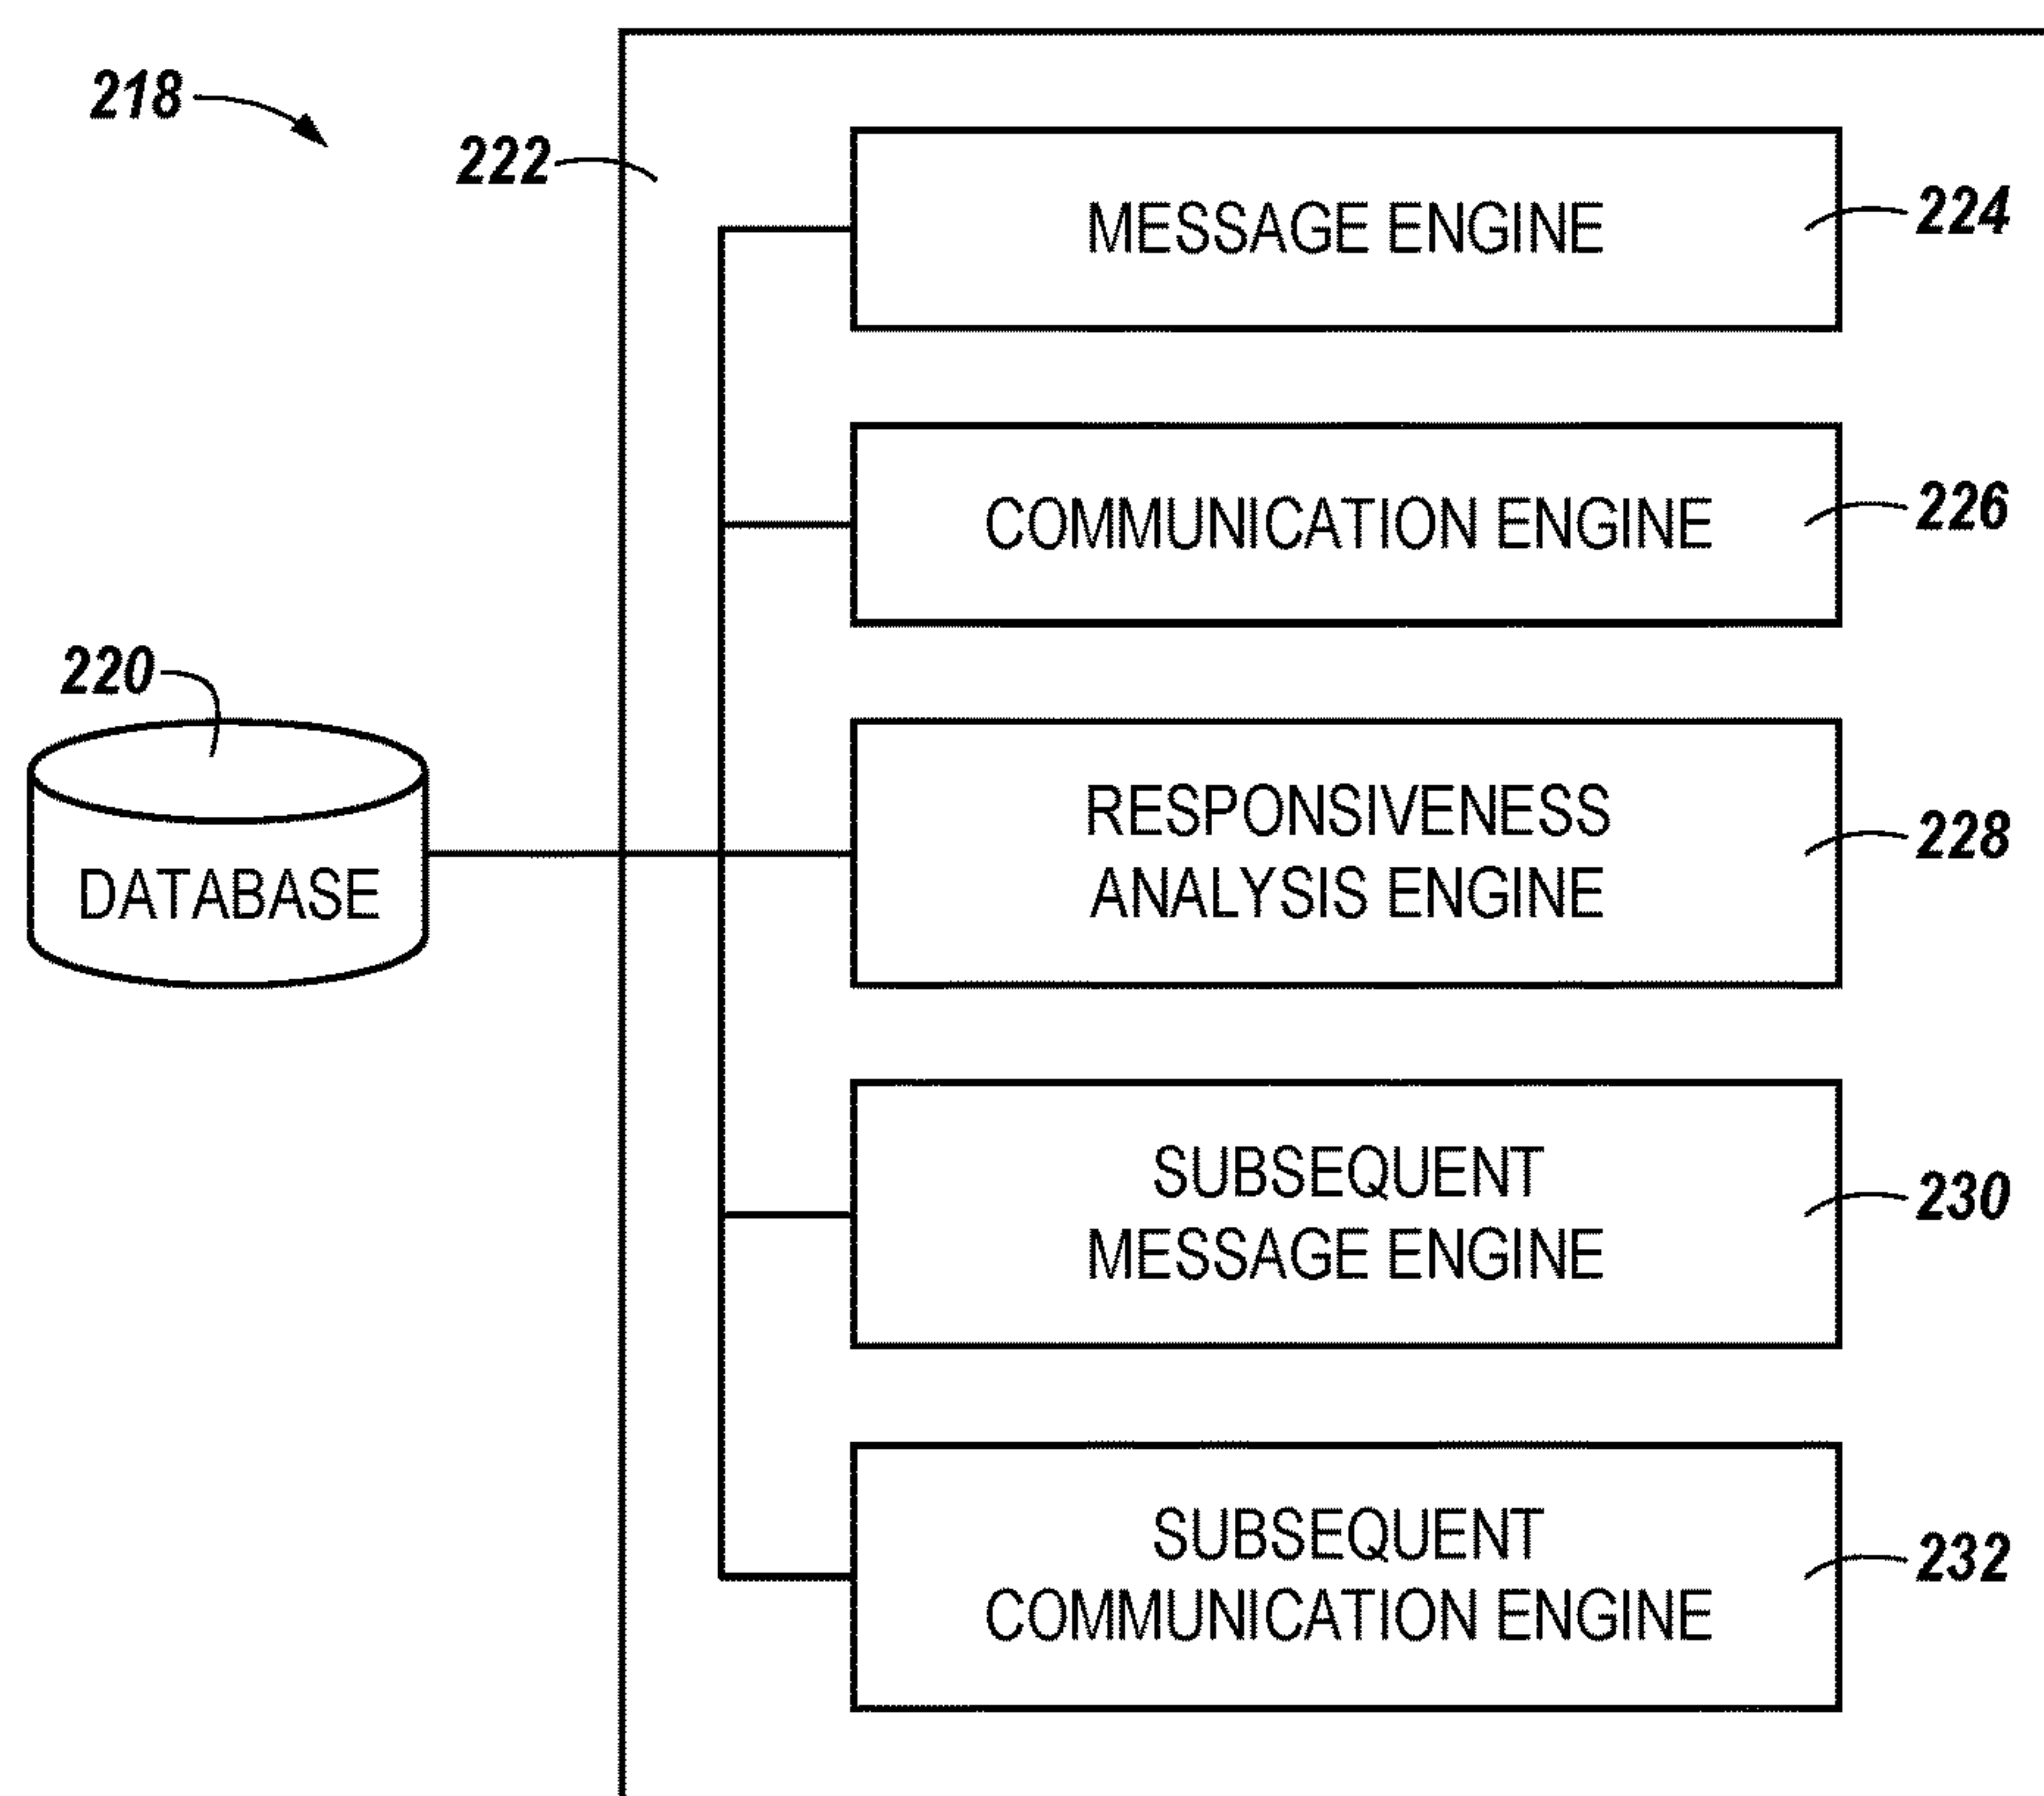 218
222
MESSAGE ENGINE
224
COMMUNICATION ENGINE
226
220
DATABASE
RESPONSIVENESS
ANALYSIS ENGINE
228
SUBSEQUENT
MESSAGE ENGINE
230
SUBSEQUENT
COMMUNICATION ENGINE
232